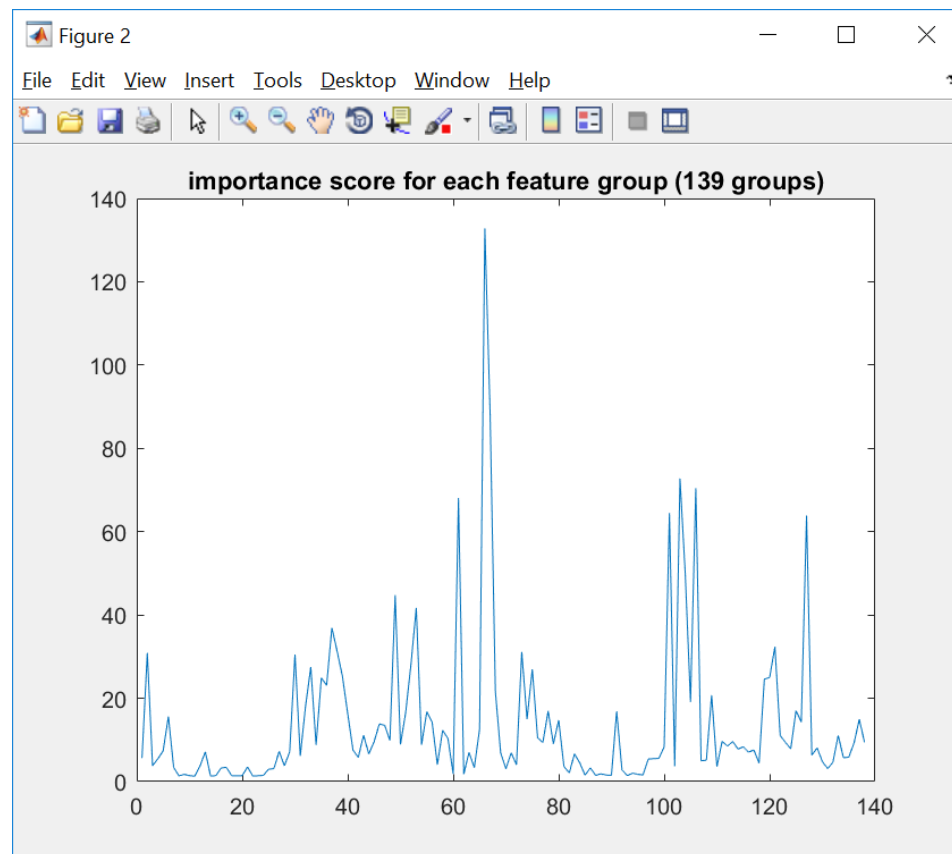 Figure 2
File Edit View Insert Tools Desktop Window Help
importance score for each feature group (139 groups)
140
120
100
80
60
40
20
0
0 20 40 60 80 100 120 140